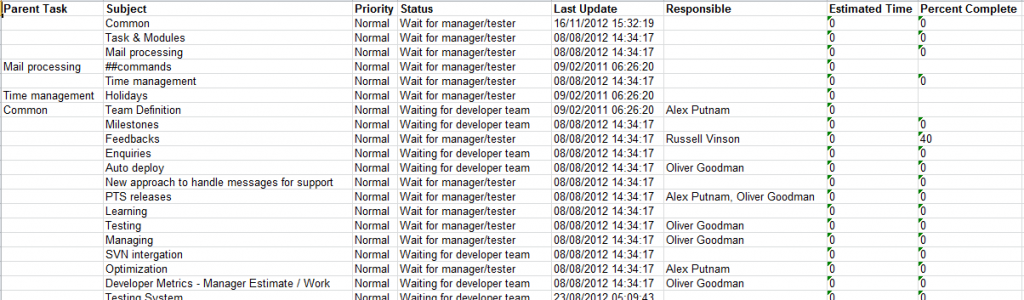 Parent Task Subject Priority Status Last Update Responsible Estimated Time Percent Complete
Common Normal Wait for manager/tester 16/11/2012 15:32:19 0 0
Task & Modules Normal Wait for manager/tester 08/08/2012 14:34:17 0 0
Mail processing Normal Wait for manager/tester 08/08/2012 14:34:17 0 0
Mail processing ##commands Normal Wait for manager/tester 09/02/2011 06:26:20 0
Time management Normal Wait for manager/tester 08/08/2012 14:34:17 0 0
Time management Holidays Normal Wait for manager/tester 09/02/2011 06:26:20 0
Common Team Definition Normal Waiting for developer team 09/02/2011 06:26:20 Alex Putnam 0
Milestones Normal Waiting for developer team 08/08/2012 14:34:17 0 0
Feedbacks Normal Wait for manager/tester 08/08/2012 14:34:17 Russell Vinson 0 40
Enquiries Normal Waiting for developer team 08/08/2012 14:34:17 0 0
Auto deploy Normal Waiting for developer team 08/08/2012 14:34:17 Oliver Goodman 0 0
New approach to handle messages for support Normal Wait for manager/tester 08/08/2012 14:34:17 0 0
PTS releases Normal Wait for manager/tester 08/08/2012 14:34:17 Alex Putnam, Oliver Goodman 0 0
Learning Normal Wait for manager/tester 08/08/2012 14:34:17 0 0
Testing Normal Wait for manager/tester 08/08/2012 14:34:17 Oliver Goodman 0 0
Managing Normal Wait for manager/tester 08/08/2012 14:34:17 Oliver Goodman 0 0
SVN intergation Normal Waiting for developer team 08/08/2012 14:34:17 0 0
Optimization Normal Wait for manager/tester 08/08/2012 14:34:17 Alex Putnam 0 0
Developer Metrics - Manager Estimate / Work Normal Waiting for developer team 08/08/2012 14:34:17 Oliver Goodman 0 0
Testing System Normal Waiting for developer team 23/08/2012 05:09:43 0 0